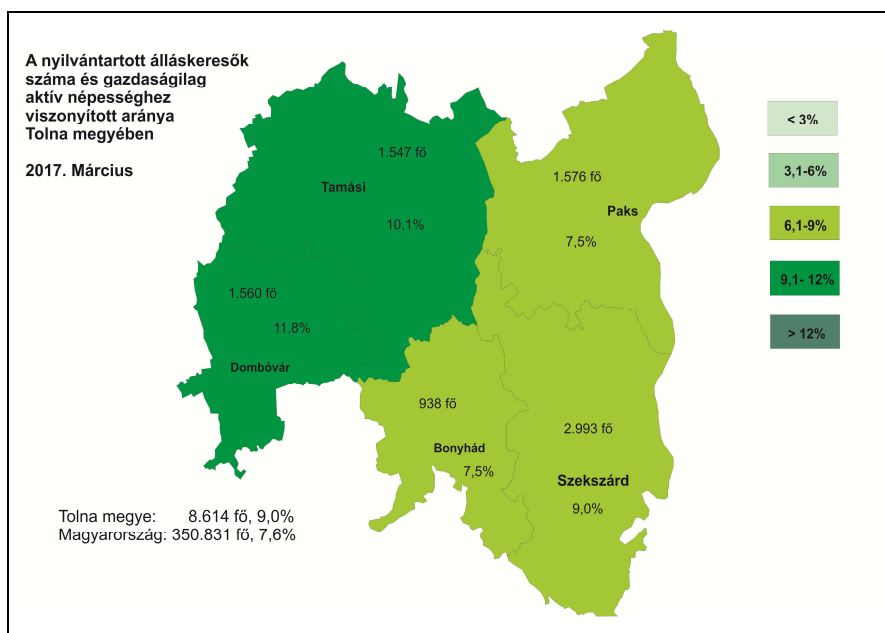 A nyilvántartott álláskeresők
száma és gazdaságilag
aktív népességhez
viszonyított aránya
Tolna megyében
2017. Március
1.547 fő
Tamási
10,1%
1.576 fő
Paks
7,5%
1.560 fő
11,8%
Dombóvár
938 fő
Bonyhád
7,5%
2.993 fő
Szekszárd
9,0%
< 3%
3,1-6%
6,1-9%
9,1- 12%
> 12%
Tolna megye: 8.614 fő, 9,0%
Magyarország: 350.831 fő, 7,6%